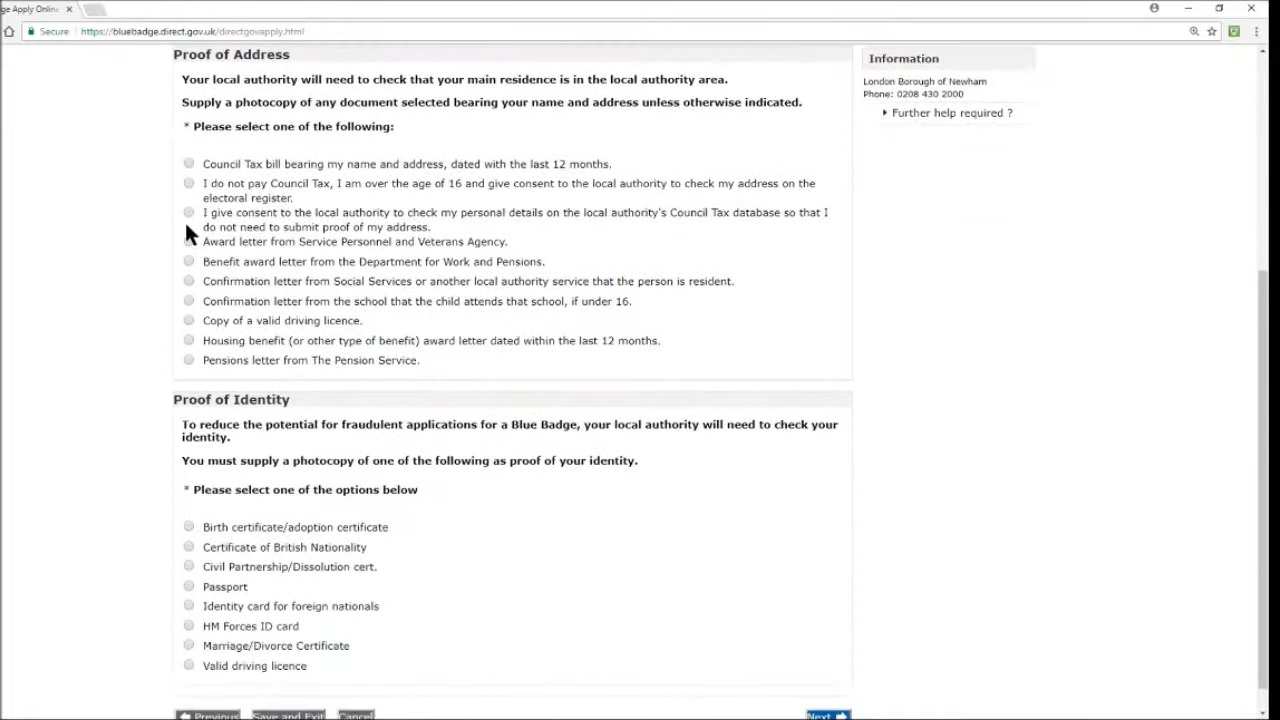 ge Apply Online
Secure https://bluebadge.direct.gov.uk/directgovapply.html
Proof of Address
Your local authority will need to check that your main residence is in the local authority area.
Supply a photocopy of any document selected bearing your name and address unless otherwise indicated.
* Please select one of the following:
Council Tax bill bearing my name and address, dated with the last 12 months.
I do not pay Council Tax, I am over the age of 16 and give consent to the local authority to check my address on the
electoral register.
I give consent to the local authority to check my personal details on the local authority's Council Tax database so that I
do not need to submit proof of my address.
Award letter from Service Personnel and Veterans Agency.
Benefit award letter from the Department for Work and Pensions.
Confirmation letter from Social Services or another local authority service that the person is resident.
Confirmation letter from the school that the child attends that school, if under 16.
Copy of a valid driving licence.
Housing benefit (or other type of benefit) award letter dated within the last 12 months.
Pensions letter from The Pension Service.
Proof of Identity
To reduce the potential for fraudulent applications for a Blue Badge, your local authority will need to check your
identity.
You must supply a photocopy of one of the following as proof of your identity.
* Please select one of the options below
Birth certificate/adoption certificate
Certificate of British Nationality
Civil Partnership/Dissolution cert.
Passport
Identity card for foreign nationals
HM Forces ID card
Marriage/Divorce Certificate
Valid driving licence
Previous Save and Exit Cancel Next
Information
London Borough of Newham
Phone: 0208 430 2000
Further help required ?